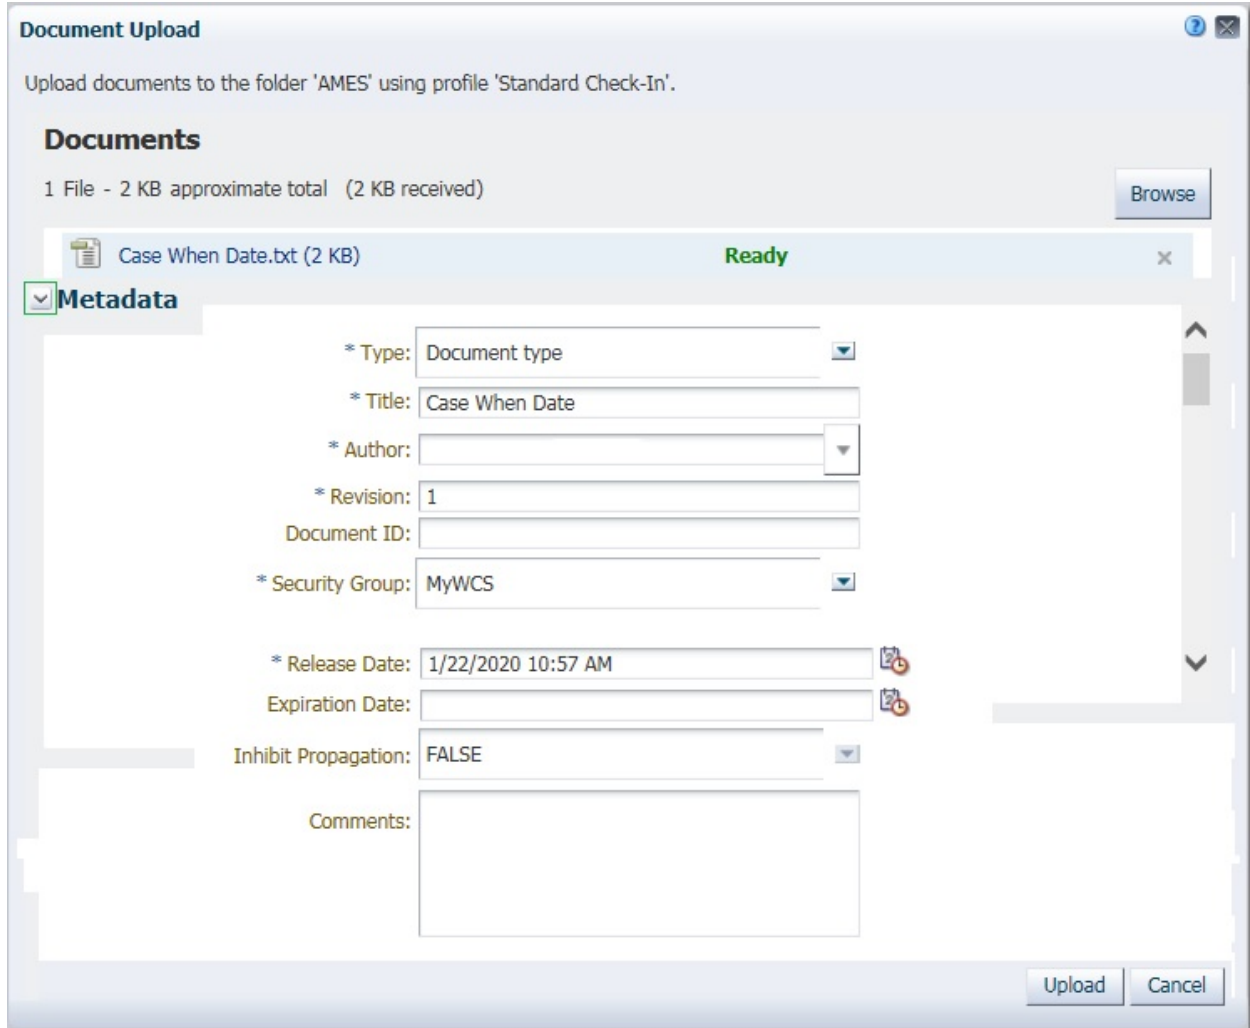 Document Upload
Upload documents to the folder 'AMES' using profile 'Standard Check-In'.
Documents
1 File - 2 KB approximate total (2 KB received)
Browse
Case When Date.txt (2 KB) Ready
Metadata
* Type: Document type
* Title: Case When Date
* Author:
* Revision: 1
Document ID:
* Security Group: MyWCS
* Release Date: 1/22/2020 10:57 AM
Expiration Date:
Inhibit Propagation: FALSE
Comments:
Upload Cancel